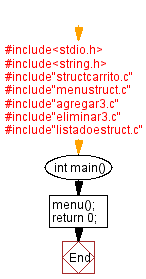 #include<stdio.h>
#include<string.h>
#include"structcarrito.c"
#include"menustruct.c"
#include"agregar3.c"
#include"eliminar3.c"
#include"listadoestruct.c"
int main()
menu();
return 0;
End